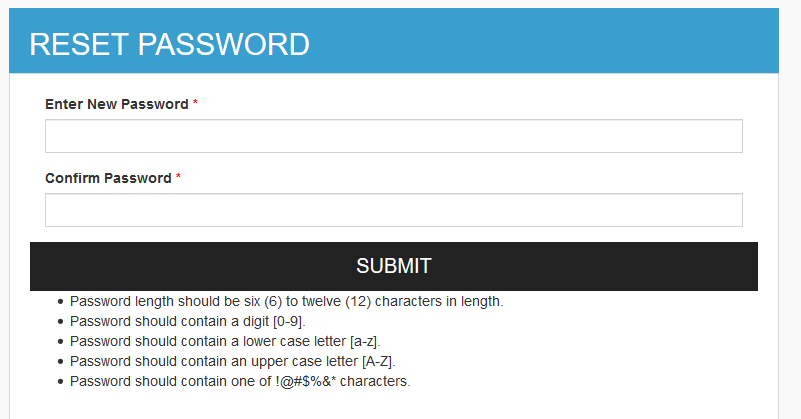 RESET PASSWORD
Enter New Password *
Confirm Password *
SUBMIT
• Password length should be six (6) to twelve (12) characters in length.
• Password should contain a digit [0-9].
• Password should contain a lower case letter [a-z].
• Password should contain an upper case letter [A-Z].
• Password should contain one of !@#$%&* characters.